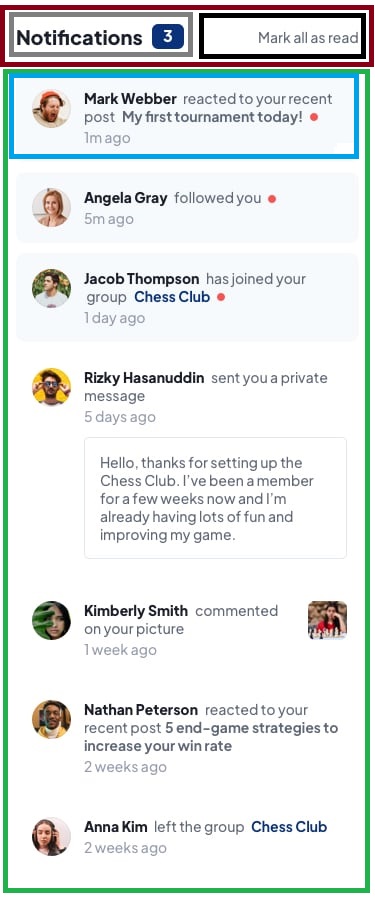 Notifications 3 Mark all as read
Mark Webber reacted to your recent
post My first tournament today!
1m ago
Angela Gray followed you
5m ago
Jacob Thompson has joined your
group Chess Club
1 day ago
Rizky Hasanuddin sent you a private
message
5 days ago
Hello, thanks for setting up the
Chess Club. I’ve been a member
for a few weeks now and I’m
already having lots of fun and
improving my game.
Kimberly Smith commented
on your picture
1 week ago
Nathan Peterson reacted to your
recent post 5 end-game strategies to
increase your win rate
2 weeks ago
Anna Kim left the group Chess Club
2 weeks ago